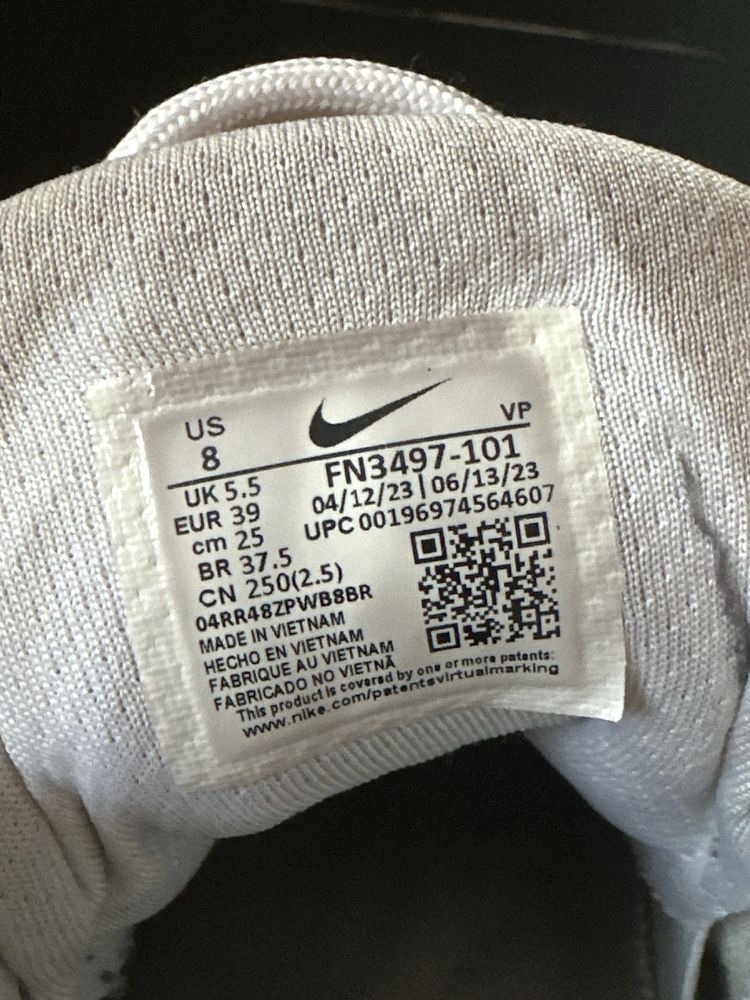 US
8
VP
UK 5.5
EUR 39
cm 25
BR 37.5
CN 250(2.5)
FN3497-101
04/12/23 | 06/13/23
UPC 00196974564607
04RR48ZPWB8BR
MADE IN VIETNAM
HECHO EN VIETNAM
FABRIQUE AU VIETNAM
FABRICADO NO VIETNÃ
This product is covered by one or more patents:
www.nike.com/patentsvirtualmarking